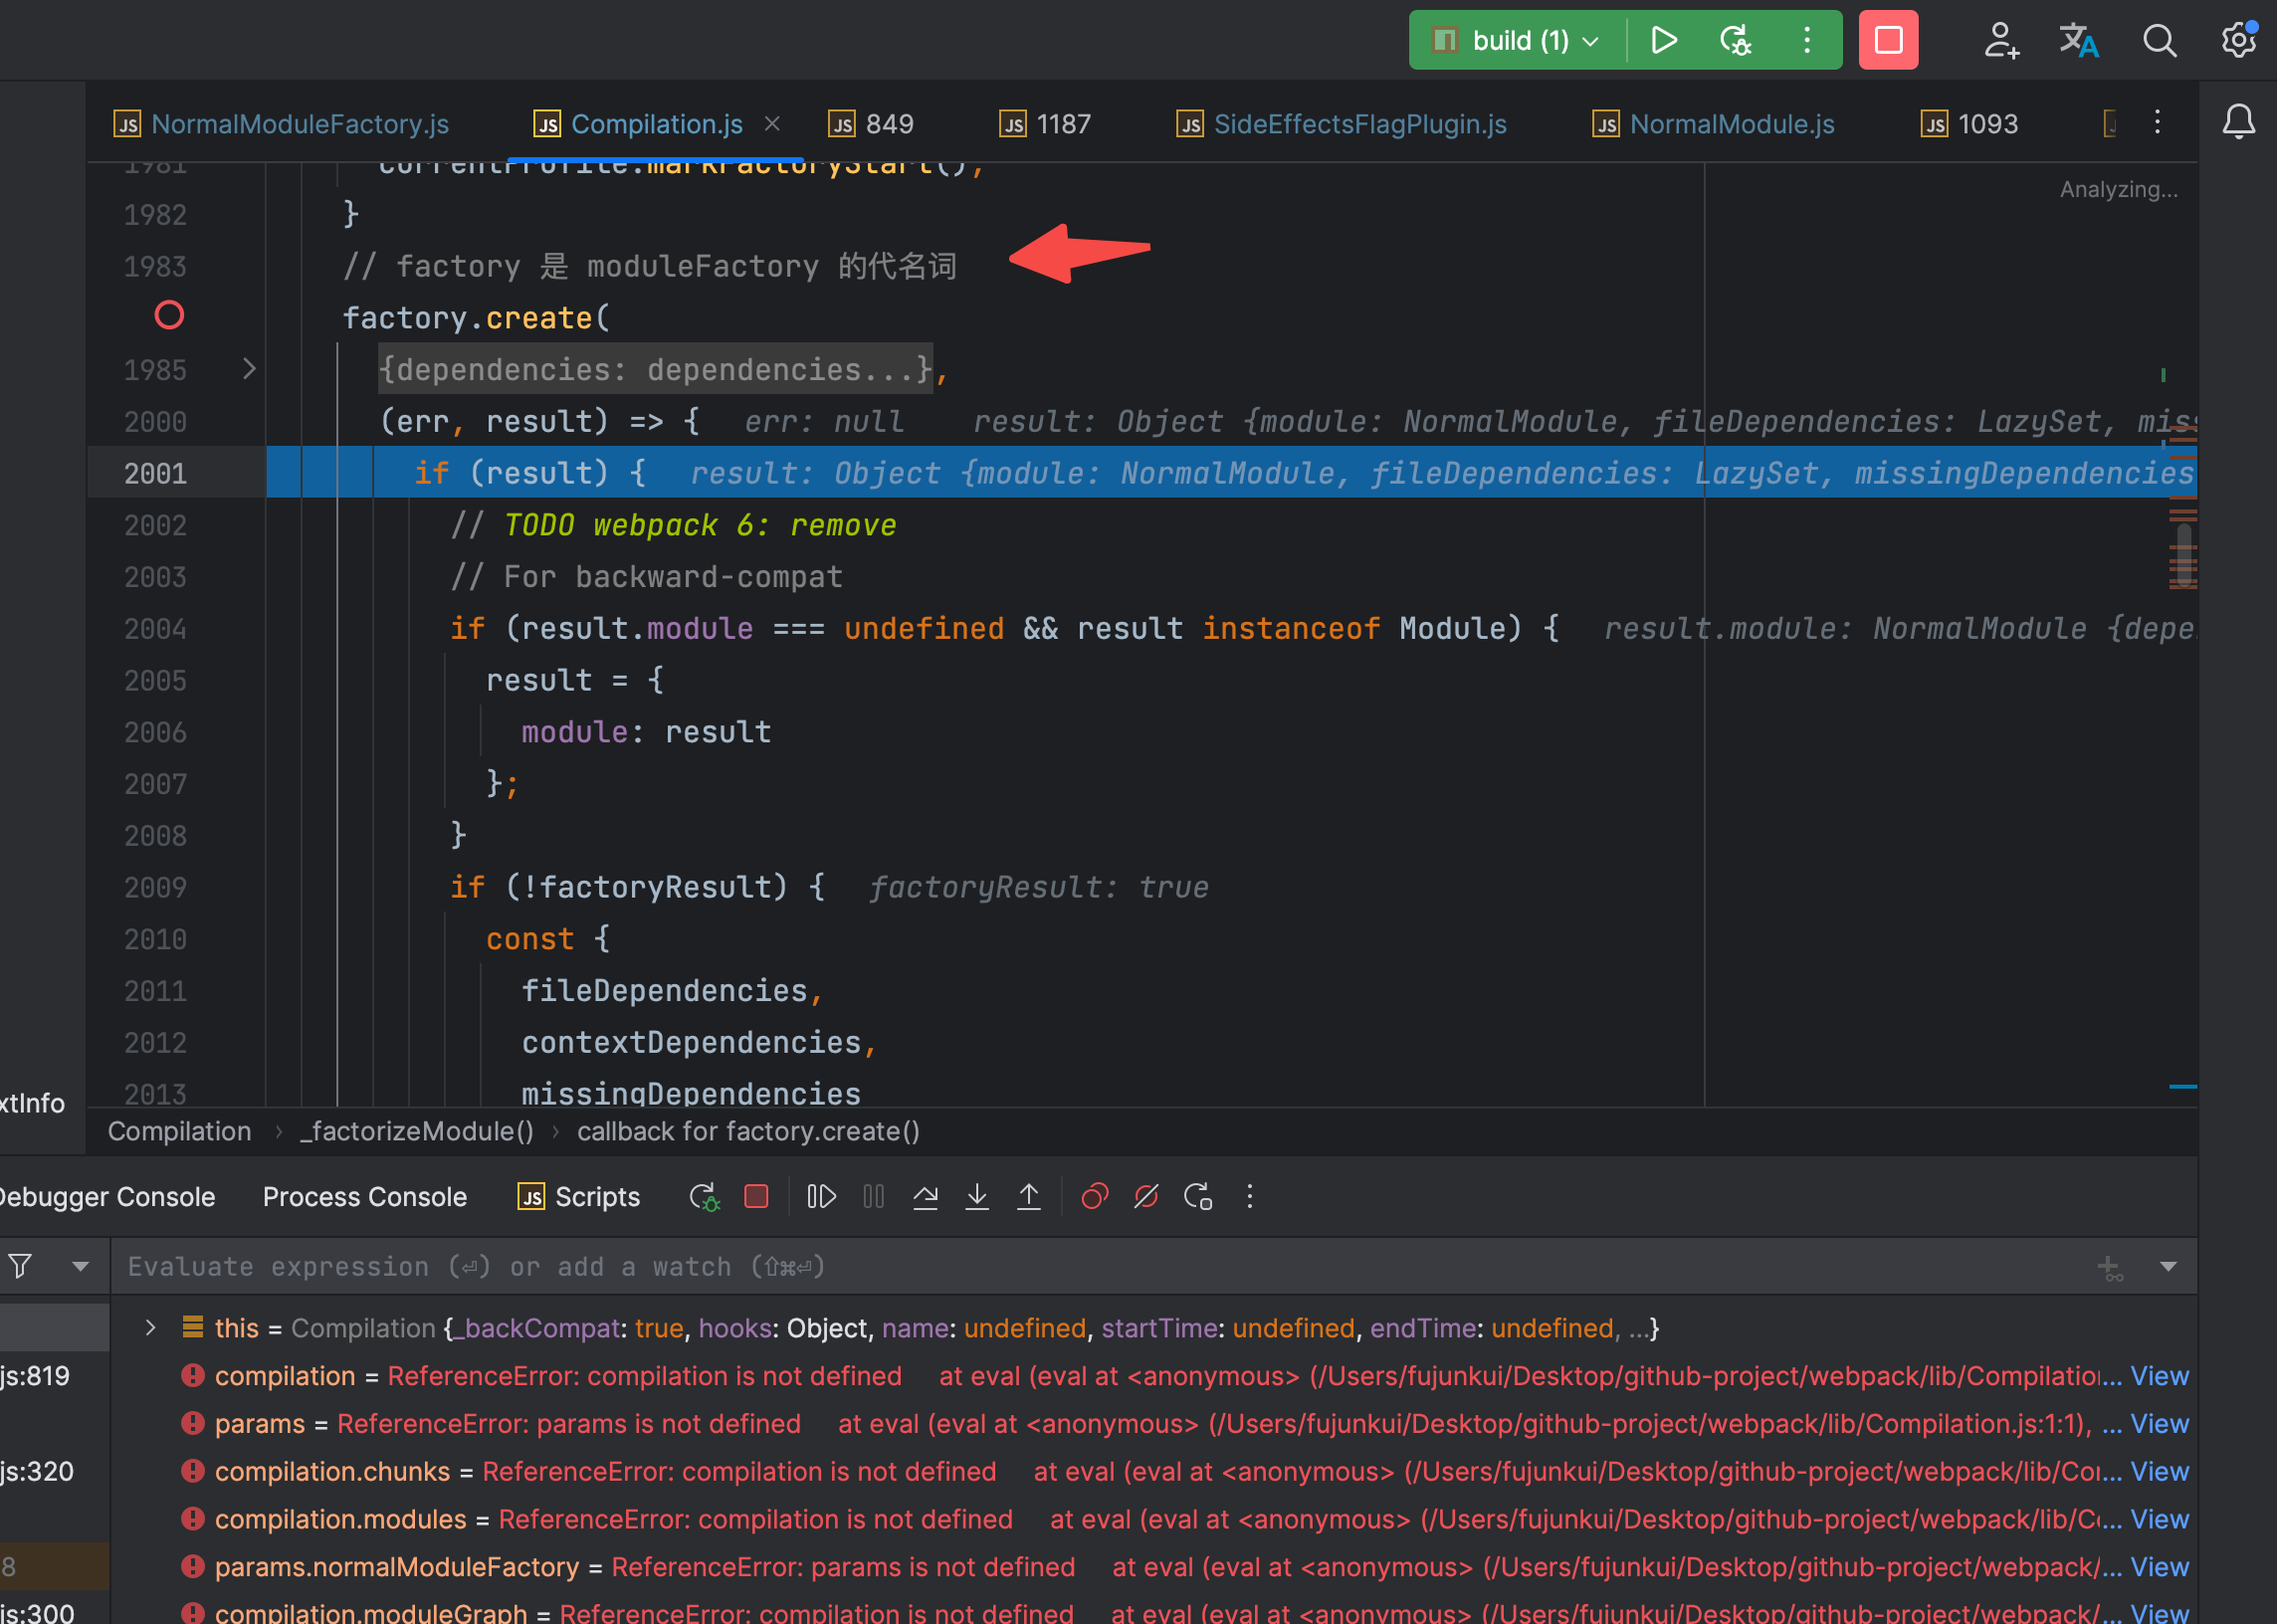 build (1)
NormalModuleFactory.js
Compilation.js
849
1187
SideEffectsFlagPlugin.js
NormalModule.js
1093
Analyzing...
1981 currentProfile.markFactoryStart();
1982 }
1983 // factory 是 moduleFactory 的代名词
factory.create(
1985 {dependencies: dependencies...},
2000 (err, result) => { err: null result: Object {module: NormalModule, fileDependencies: LazySet, miss
2001 if (result) { result: Object {module: NormalModule, fileDependencies: LazySet, missingDependencies
2002 // TODO webpack 6: remove
2003 // For backward-compat
2004 if (result.module === undefined && result instanceof Module) { result.module: NormalModule {depe
2005 result = {
2006 module: result
2007 };
2008 }
2009 if (!factoryResult) { factoryResult: true
2010 const {
2011 fileDependencies,
2012 contextDependencies,
2013 missingDependencies
xtInfo
Compilation › _factorizeModule() › callback for factory.create()
Debugger Console Process Console Scripts
Evaluate expression (⏎) or add a watch (⇧⌘⏎)
this = Compilation {_backCompat: true, hooks: Object, name: undefined, startTime: undefined, endTime: undefined, ...}
js:819
compilation = ReferenceError: compilation is not defined at eval (eval at <anonymous> (/Users/fujunkui/Desktop/github-project/webpack/lib/Compilatio... View
params = ReferenceError: params is not defined at eval (eval at <anonymous> (/Users/fujunkui/Desktop/github-project/webpack/lib/Compilation.js:1:1), ... View
js:320
compilation.chunks = ReferenceError: compilation is not defined at eval (eval at <anonymous> (/Users/fujunkui/Desktop/github-project/webpack/lib/Co... View
compilation.modules = ReferenceError: compilation is not defined at eval (eval at <anonymous> (/Users/fujunkui/Desktop/github-project/webpack/lib/C... View
8
params.normalModuleFactory = ReferenceError: params is not defined at eval (eval at <anonymous> (/Users/fujunkui/Desktop/github-project/webpack/... View
js:300
compilation.moduleGraph = ReferenceError: compilation is not defined at eval (eval at <anonymous> (/Users/fujunkui/Desktop/github-project/webpack/... View